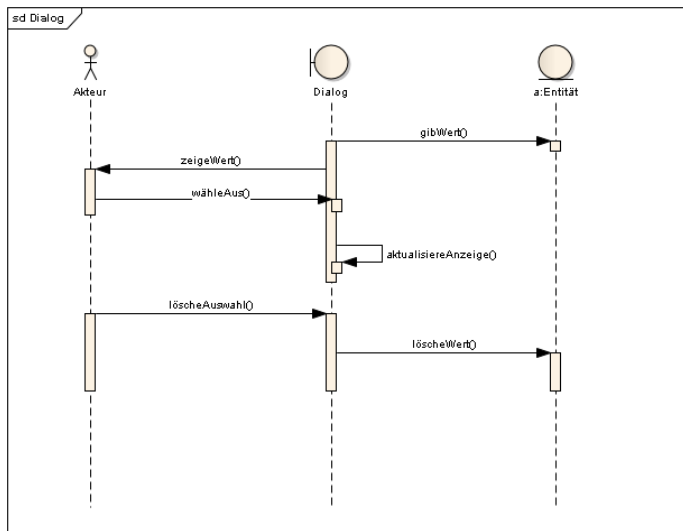 sd Dialog
Akteur
Dialog
a:Entität
gibWert()
zeigeWert()
wähleAus()
aktualisiereAnzeige()
löscheAuswahl()
löscheWert()